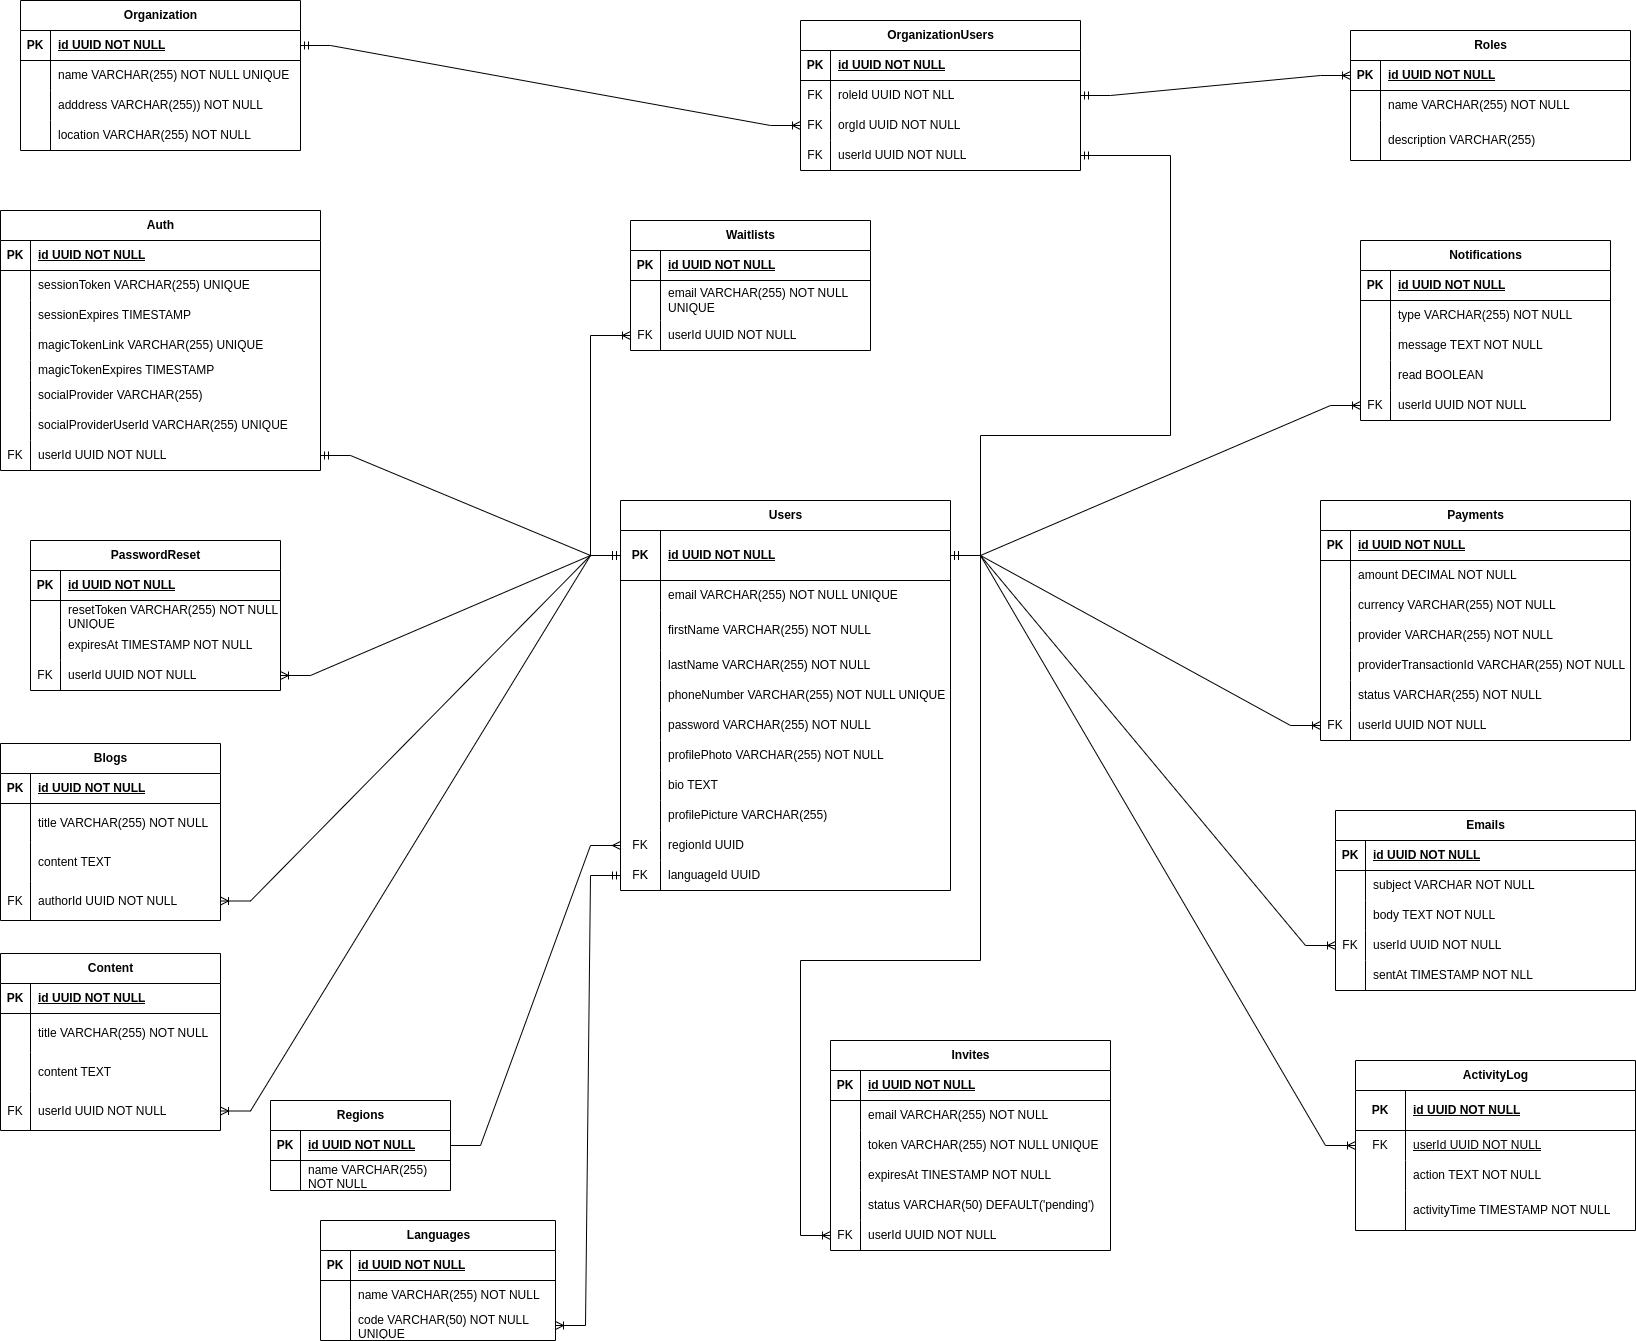 Organization
PK id UUID NOT NULL
name VARCHAR(255) NOT NULL UNIQUE
adddress VARCHAR(255)) NOT NULL
location VARCHAR(255) NOT NULL
OrganizationUsers
PK id UUID NOT NULL
FK roleId UUID NOT NLL
FK orgId UUID NOT NULL
FK userId UUID NOT NULL
Roles
PK id UUID NOT NULL
name VARCHAR(255) NOT NULL
description VARCHAR(255)
Auth
PK id UUID NOT NULL
sessionToken VARCHAR(255) UNIQUE
sessionExpires TIMESTAMP
magicTokenLink VARCHAR(255) UNIQUE
magicTokenExpires TIMESTAMP
socialProvider VARCHAR(255)
socialProviderUserId VARCHAR(255) UNIQUE
FK userId UUID NOT NULL
Waitlists
PK id UUID NOT NULL
email VARCHAR(255) NOT NULL
UNIQUE
FK userId UUID NOT NULL
Notifications
PK id UUID NOT NULL
type VARCHAR(255) NOT NULL
message TEXT NOT NULL
read BOOLEAN
FK userId UUID NOT NULL
PasswordReset
PK id UUID NOT NULL
resetToken VARCHAR(255) NOT NULL
UNIQUE
expiresAt TIMESTAMP NOT NULL
FK userId UUID NOT NULL
Users
PK id UUID NOT NULL
email VARCHAR(255) NOT NULL UNIQUE
firstName VARCHAR(255) NOT NULL
lastName VARCHAR(255) NOT NULL
phoneNumber VARCHAR(255) NOT NULL UNIQUE
password VARCHAR(255) NOT NULL
profilePhoto VARCHAR(255) NOT NULL
bio TEXT
profilePicture VARCHAR(255)
FK regionId UUID
FK languageId UUID
Payments
PK id UUID NOT NULL
amount DECIMAL NOT NULL
currency VARCHAR(255) NOT NULL
provider VARCHAR(255) NOT NULL
providerTransactionId VARCHAR(255) NOT NULL
status VARCHAR(255) NOT NULL
FK userId UUID NOT NULL
Blogs
PK id UUID NOT NULL
title VARCHAR(255) NOT NULL
content TEXT
FK authorId UUID NOT NULL
Emails
PK id UUID NOT NULL
subject VARCHAR NOT NULL
body TEXT NOT NULL
FK userId UUID NOT NULL
sentAt TIMESTAMP NOT NLL
Content
PK id UUID NOT NULL
title VARCHAR(255) NOT NULL
content TEXT
FK userId UUID NOT NULL
Regions
PK id UUID NOT NULL
name VARCHAR(255)
NOT NULL
Invites
PK id UUID NOT NULL
email VARCHAR(255) NOT NULL
token VARCHAR(255) NOT NULL UNIQUE
expiresAt TINESTAMP NOT NULL
status VARCHAR(50) DEFAULT('pending')
FK userId UUID NOT NULL
ActivityLog
PK id UUID NOT NULL
FK userId UUID NOT NULL
action TEXT NOT NULL
activityTime TIMESTAMP NOT NULL
Languages
PK id UUID NOT NULL
name VARCHAR(255) NOT NULL
code VARCHAR(50) NOT NULL
UNIQUE